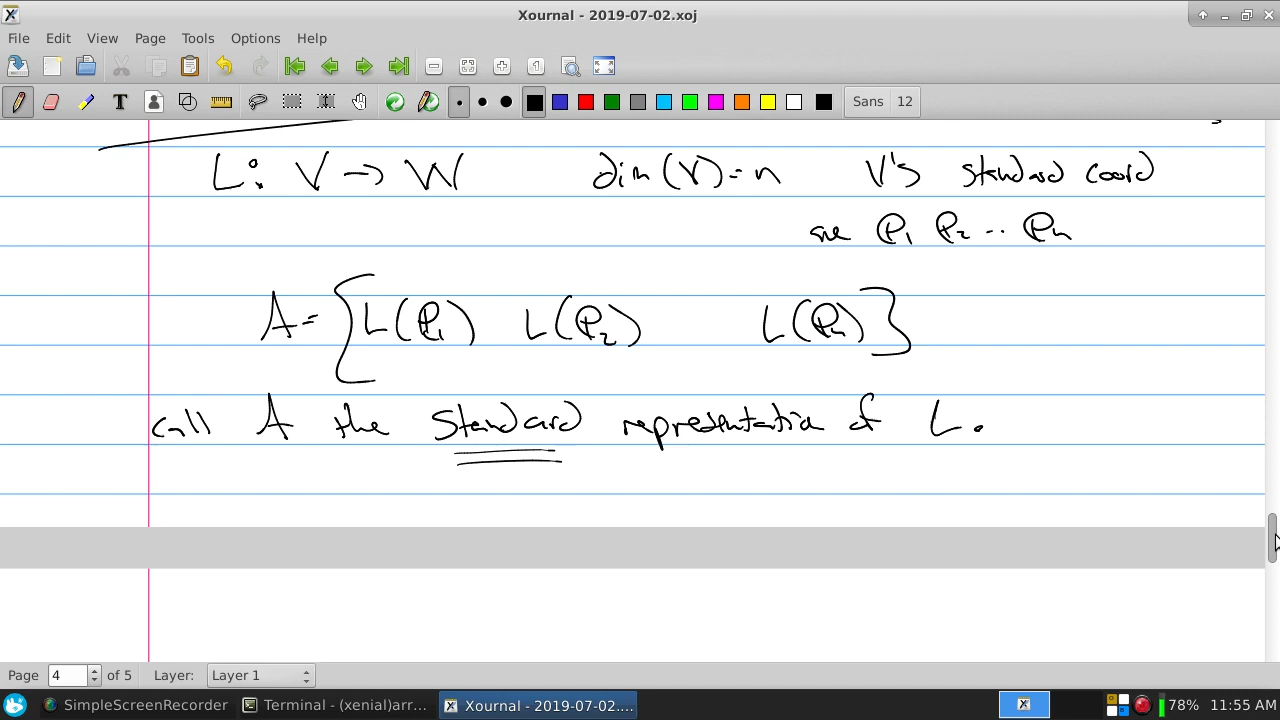 Xournal - 2019-07-02.xoj
File Edit View Page Tools Options Help
Sans 12
L: V → W dim(V)=n V's standard coord
are e₁ e₂ .. eₙ
A = [L(e₁) L(e₂) L(eₙ)]
call A the standard representation of L.
Page 4 of 5 Layer: Layer 1
SimpleScreenRecorder Terminal - (xenial)arr... Xournal - 2019-07-02.... 78% 11:55 AM